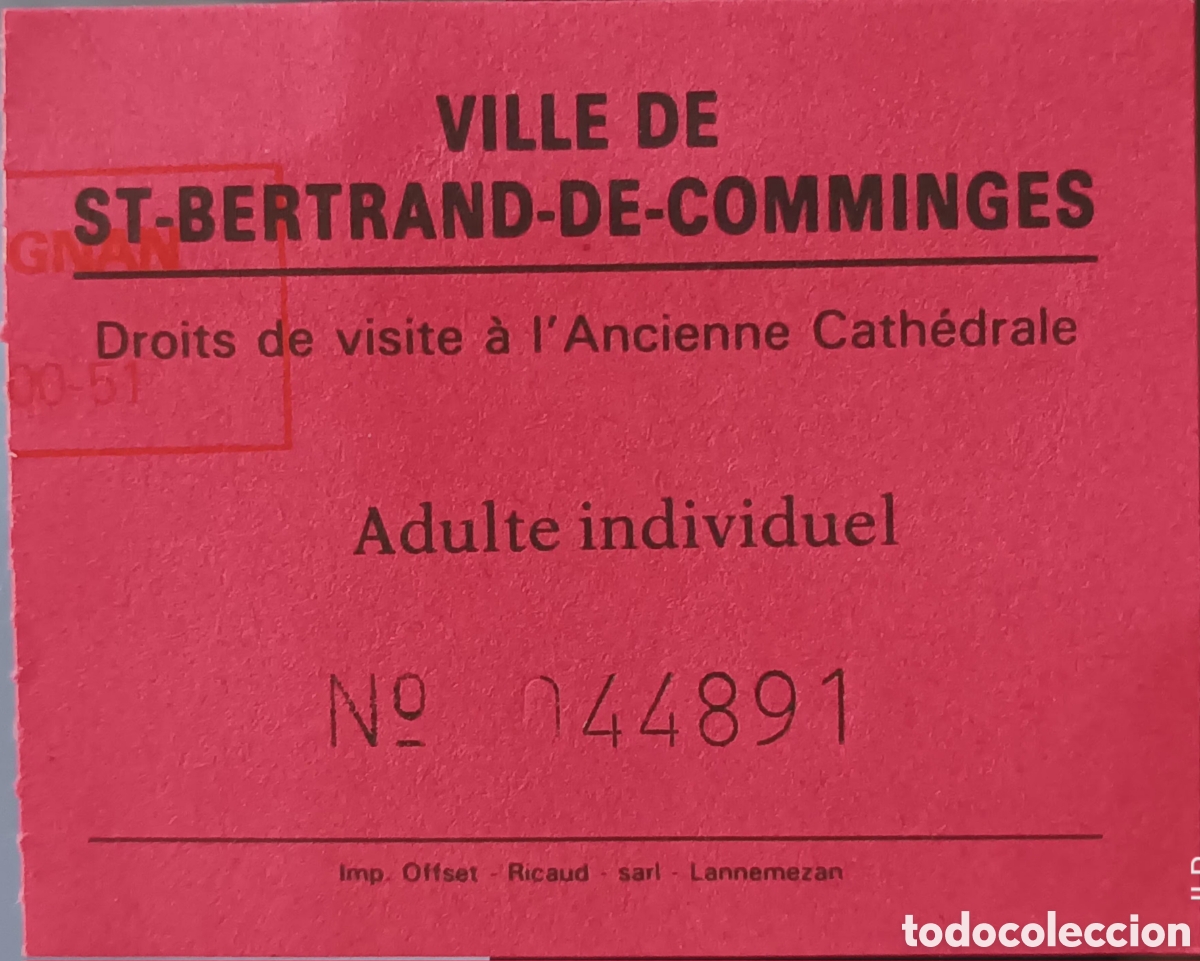 VILLE DE
ST-BERTRAND-DE-COMMINGES
GNAN
Droits de visite à l'Ancienne Cathédrale
00-51
Adulte individuel
Nº 044891
Imp. Offset - Ricaud - sarl - Lannemezan
todocoleccion